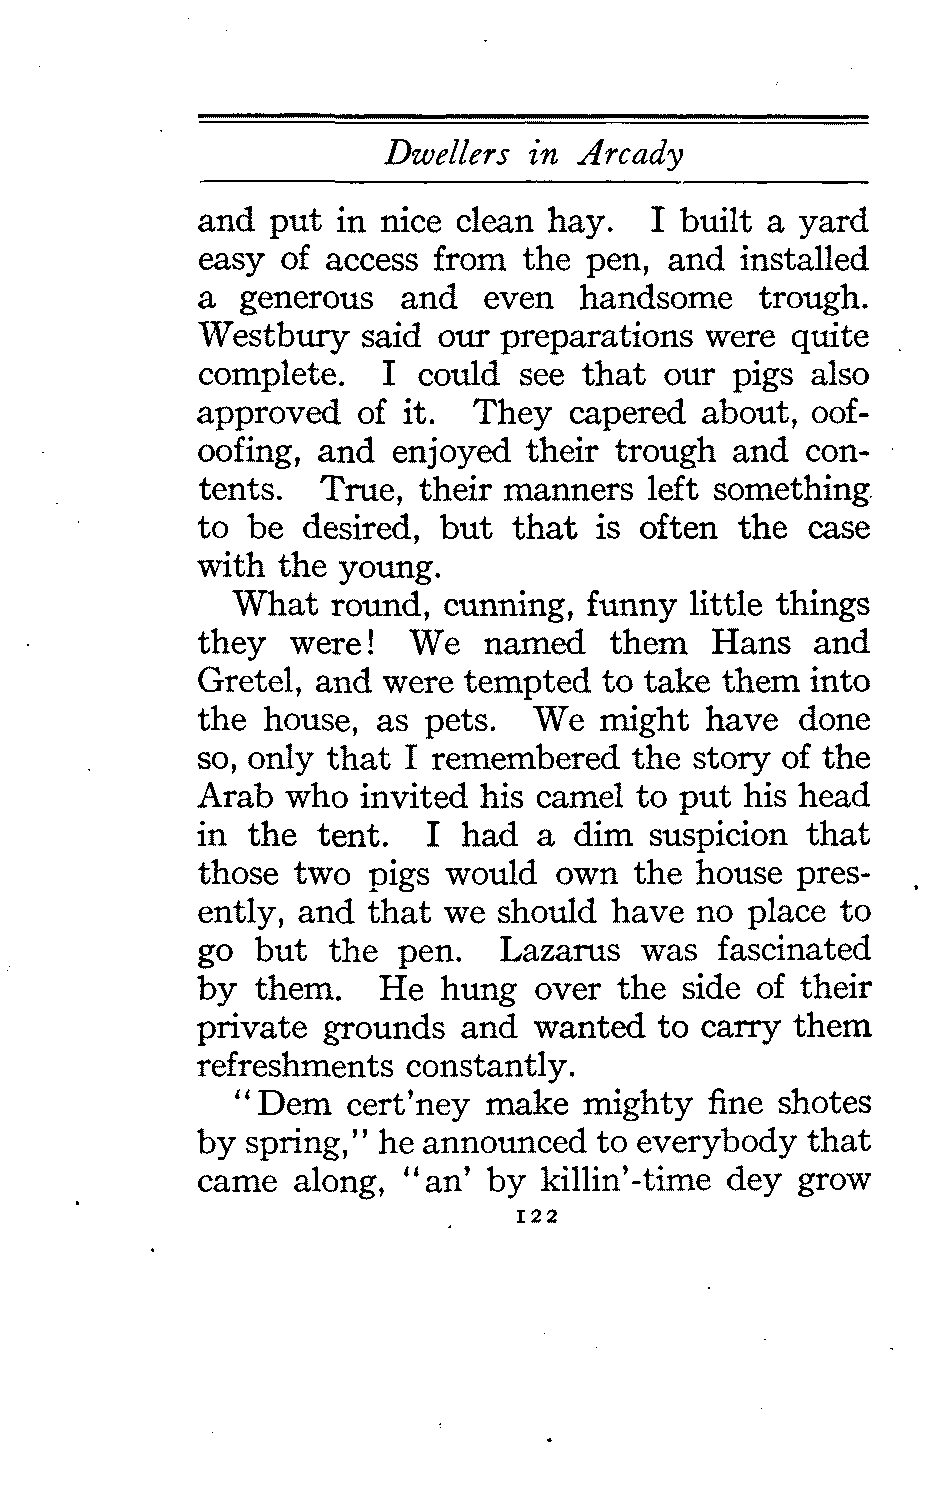 Dwellers in Arcady
and put in nice clean hay. I built a yard
easy of access from the pen, and installed
a generous and even handsome trough.
Westbury said our preparations were quite
complete. I could see that our pigs also
approved of it. They capered about, oof-
oofing, and enjoyed their trough and con-
tents. True, their manners left something
to be desired, but that is often the case
with the young.
What round, cunning, funny little things
they were! We named them Hans and
Gretel, and were tempted to take them into
the house, as pets. We might have done
so, only that I remembered the story of the
Arab who invited his camel to put his head
in the tent. I had a dim suspicion that
those two pigs would own the house pres-
ently, and that we should have no place to
go but the pen. Lazarus was fascinated
by them. He hung over the side of their
private grounds and wanted to carry them
refreshments constantly.
"Dem cert'ney make mighty fine shotes
by spring," he announced to everybody that
came along, "an' by killin'-time dey grow
122